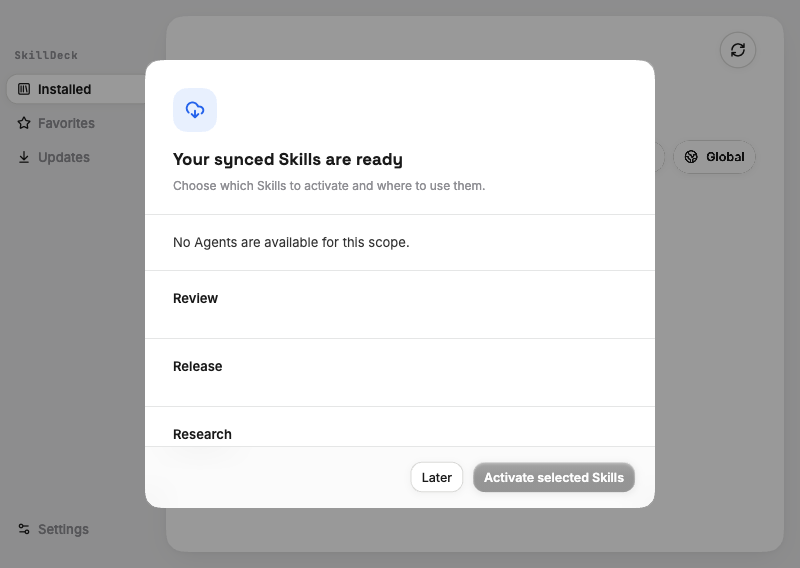 SkillDeck
Installed
Favorites
Updates
Global
Your synced Skills are ready
Choose which Skills to activate and where to use them.
No Agents are available for this scope.
Review
Release
Research
Later
Activate selected Skills
Settings